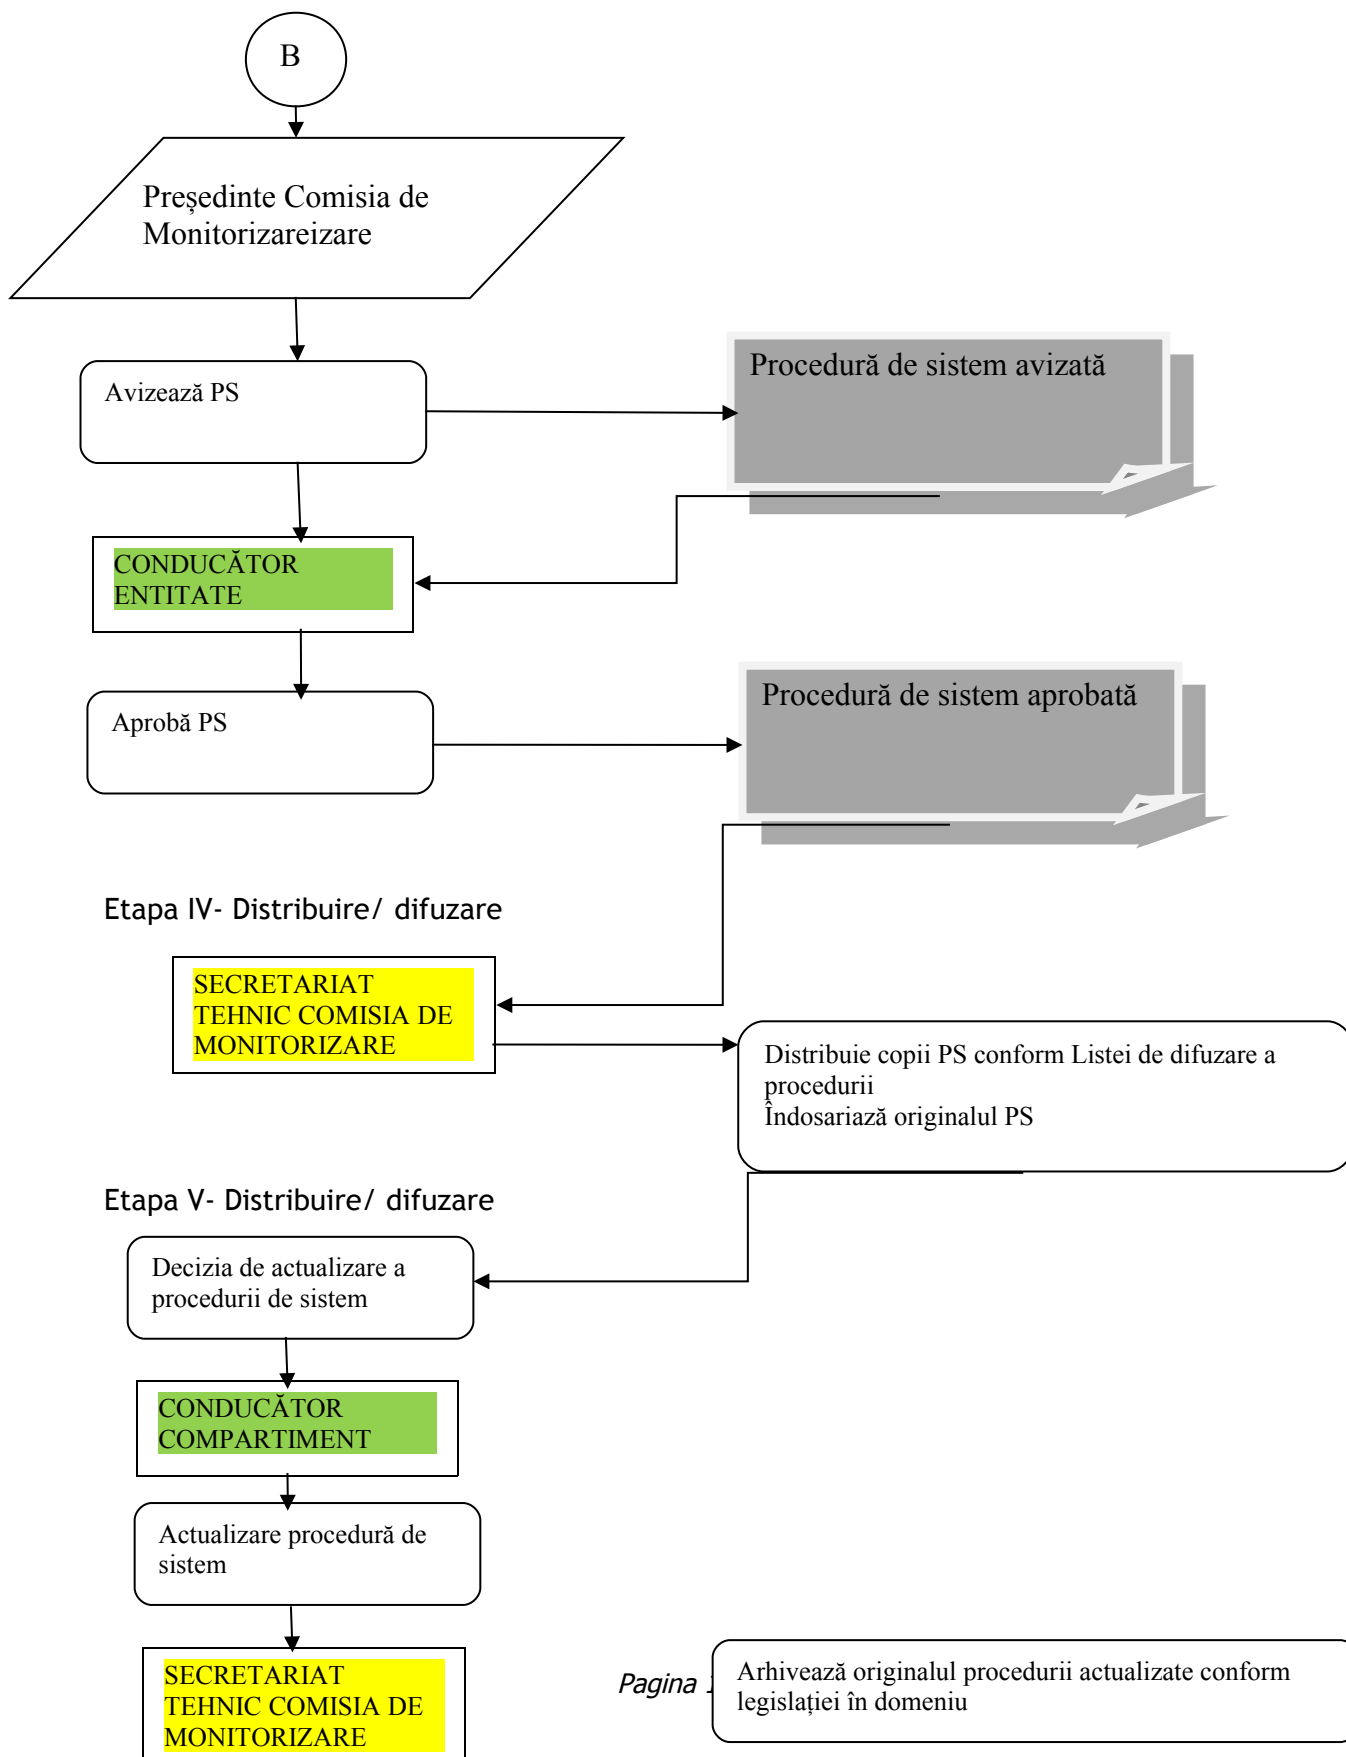 B
Președinte Comisia de
Monitorizareizare
Avizează PS
Procedură de sistem avizată
CONDUCĂTOR
ENTITATE
Aprobă PS
Procedură de sistem aprobată
Etapa IV- Distribuire/ difuzare
SECRETARIAT
TEHNIC COMISIA DE
MONITORIZARE
Distribuie copii PS conform Listei de difuzare a
procedurii
Îndosariază originalul PS
Etapa V- Distribuire/ difuzare
Decizia de actualizare a
procedurii de sistem
CONDUCĂTOR
COMPARTIMENT
Actualizare procedură de
sistem
SECRETARIAT
TEHNIC COMISIA DE
MONITORIZARE
Pagina
Arhivează originalul procedurii actualizate conform
legislației în domeniu